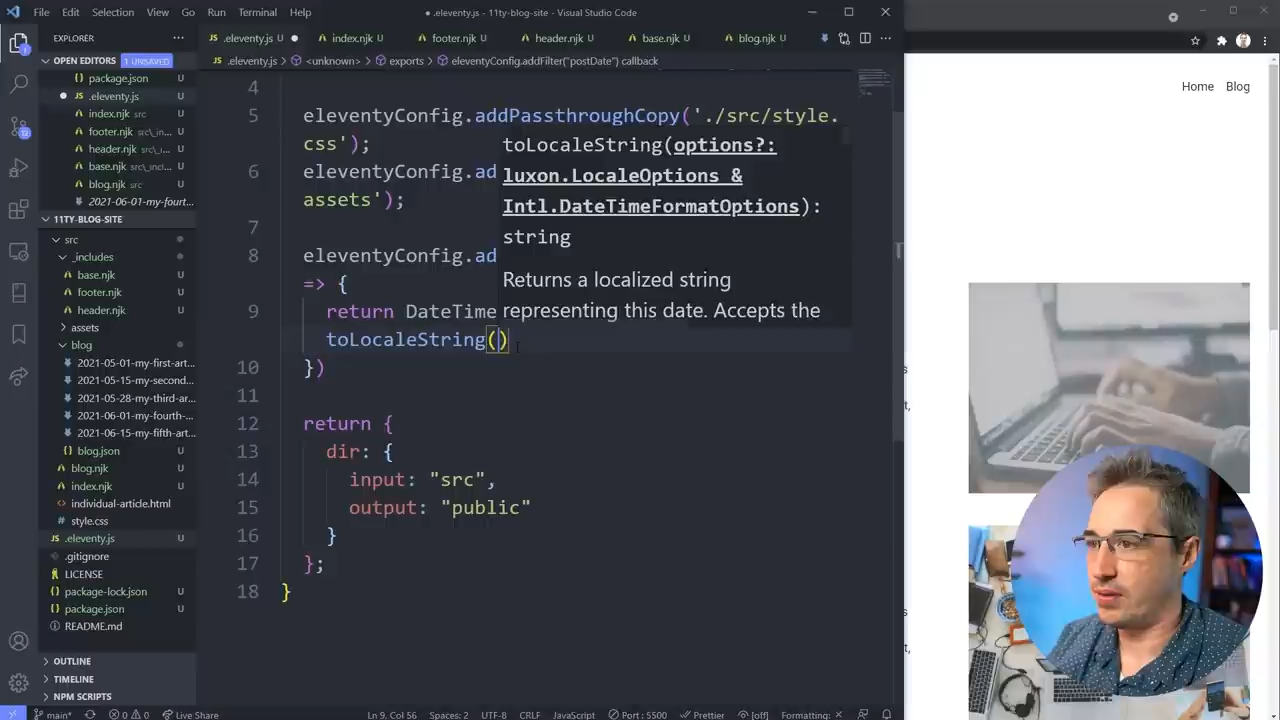 File Edit Selection View Go Run Terminal Help
● .eleventy.js - 11ty-blog-site - Visual Studio Code
EXPLORER
.eleventy.js U
index.njk U
footer.njk U
header.njk U
base.njk U
blog.njk U
OPEN EDITORS 1 UNSAVED
.eleventy.js > <unknown> > exports > eleventyConfig.addFilter("postDate") callback
package.json U
.eleventy.js U
index.njk U
footer.njk src\_in... U
header.njk src\_inc... U
base.njk src\_incl... U
blog.njk src U
2021-06-01-my-fourt...
11TY-BLOG-SITE
src
_includes
base.njk U
footer.njk U
header.njk U
assets
blog
2021-05-01-my-first-art... U
2021-05-15-my-second... U
2021-05-28-my-third-ar... U
2021-06-01-my-fourth-... U
2021-06-15-my-fifth-art... U
blog.json U
blog.njk U
index.njk U
individual-article.html U
style.css U
.eleventy.js U
.gitignore U
LICENSE
package-lock.json U
package.json U
README.md
OUTLINE
TIMELINE
NPM SCRIPTS
4
5 eleventyConfig.addPassthroughCopy('./src/style.
css');
6 eleventyConfig.ad
assets');
7
8 eleventyConfig.ad
=> {
9 return DateTime
toLocaleString()
10 })
11
12 return {
13 dir: {
14 input: "src",
15 output: "public"
16 }
17 };
18 }
toLocaleString(options?:
luxon.LocaleOptions &
Intl.DateTimeFormatOptions):
string
Returns a localized string
representing this date. Accepts the
Home Blog
main* 0 0 Live Share
Ln 9, Col 56 Spaces: 2 UTF-8 CRLF JavaScript Port : 5500 Prettier [off] Formatting: ×